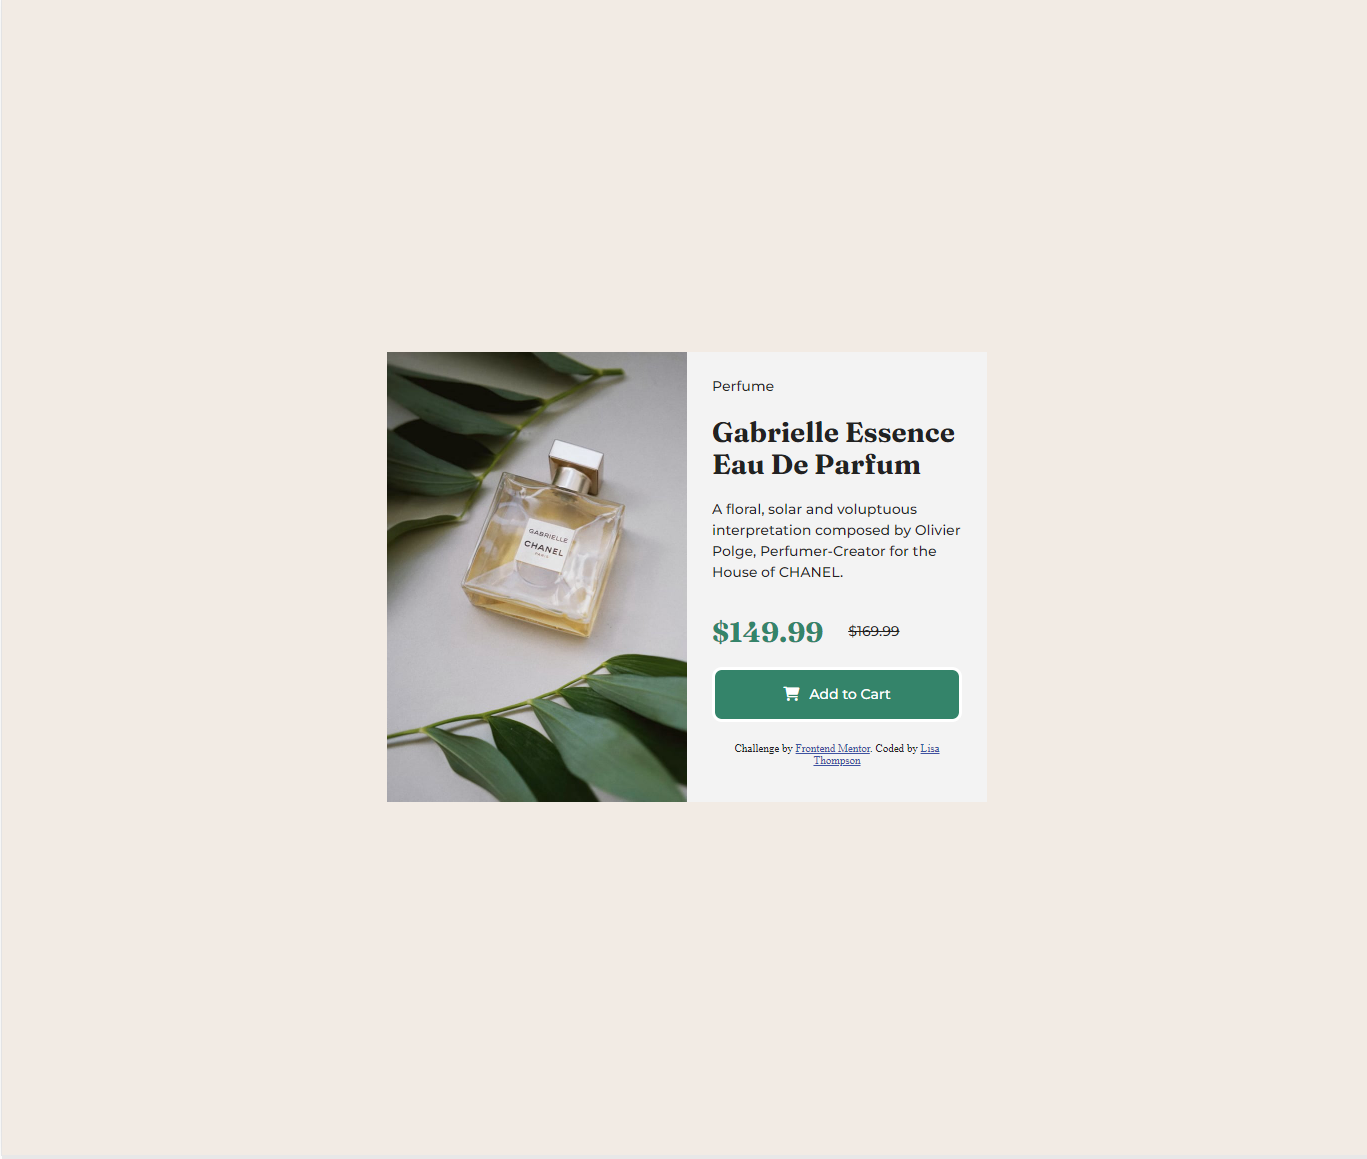 GABRIELLE
CHANEL
PARIS
Perfume
Gabrielle Essence
Eau De Parfum
A floral, solar and voluptuous
interpretation composed by Olivier
Polge, Perfumer-Creator for the
House of CHANEL.
$149.99 $169.99
Add to Cart
Challenge by Frontend Mentor. Coded by Lisa
Thompson